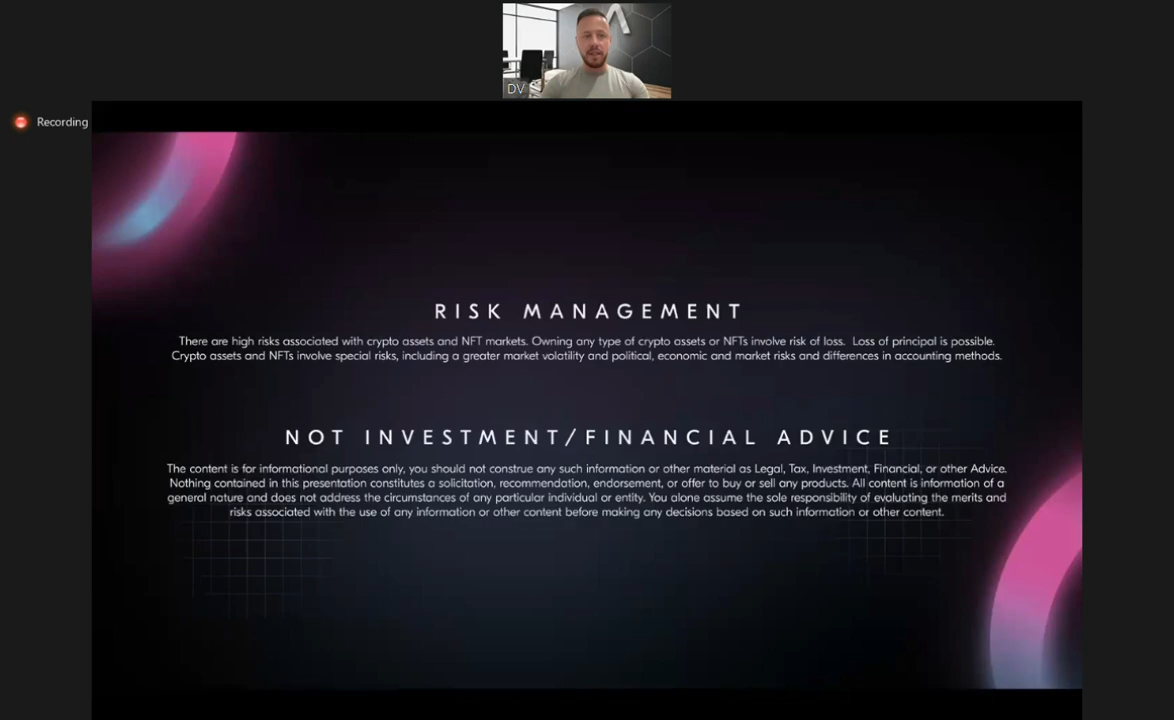 DV
Recording
RISK MANAGEMENT
There are high risks associated with crypto assets and NFT markets. Owning any type of crypto assets or NFTs involve risk of loss.  Loss of principal is possible.
Crypto assets and NFTs involve special risks, including a greater market volatility and political, economic and market risks and differences in accounting methods.
NOT INVESTMENT/FINANCIAL ADVICE
The content is for informational purposes only, you should not construe any such information or other material as Legal, Tax, Investment, Financial, or other Advice.
Nothing contained in this presentation constitutes a solicitation, recommendation, endorsement, or offer to buy or sell any products. All content is information of a
general nature and does not address the circumstances of any particular individual or entity. You alone assume the sole responsibility of evaluating the merits and
risks associated with the use of any information or other content before making any decisions based on such information or other content.